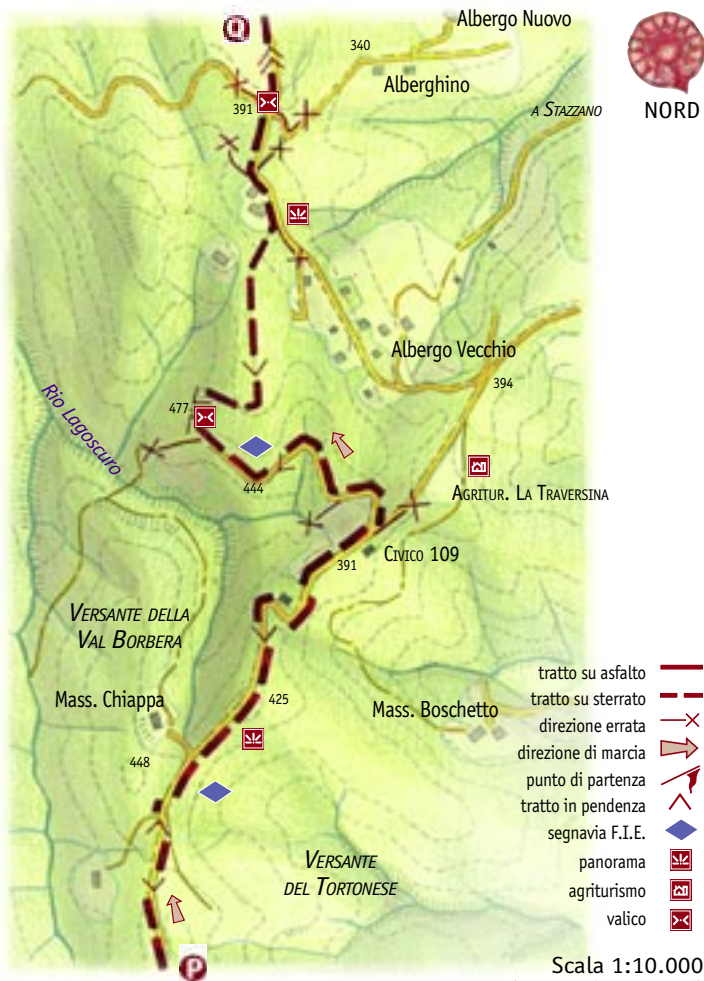 Q
Albergo Nuovo
340
Alberghino
391
A STAZZANO
NORD
Albergo Vecchio
394
Rio Lagoscuro
477
444
AGRITUR. LA TRAVERSINA
CIVICO 109
391
VERSANTE DELLA
VAL BORBERA
Mass. Chiappa
425
Mass. Boschetto
448
VERSANTE
DEL TORTONESE
P
tratto su asfalto
tratto su sterrato
direzione errata
direzione di marcia
punto di partenza
tratto in pendenza
segnavia F.I.E.
panorama
agriturismo
valico
Scala 1:10.000